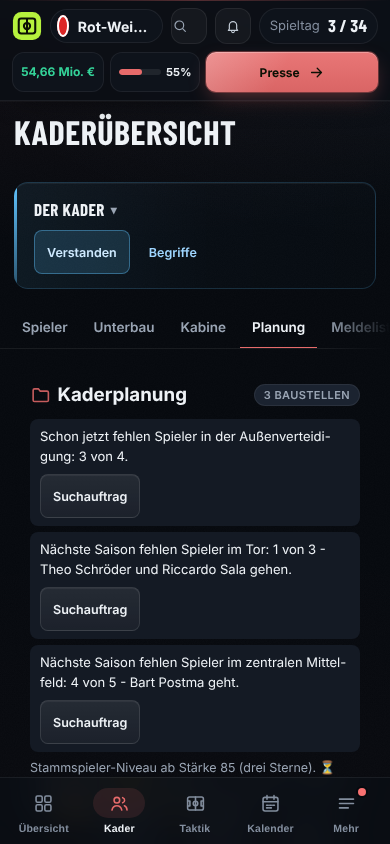 Rot-Wei...
Spieltag 3 / 34
54,66 Mio. €
55%
Presse →
KADERÜBERSICHT
DER KADER ▾
Verstanden
Begriffe
Spieler
Unterbau
Kabine
Planung
Meldelis
Kaderplanung
3 BAUSTELLEN
Schon jetzt fehlen Spieler in der Außenverteidi-
gung: 3 von 4.
Suchauftrag
Nächste Saison fehlen Spieler im Tor: 1 von 3 -
Theo Schröder und Riccardo Sala gehen.
Suchauftrag
Nächste Saison fehlen Spieler im zentralen Mittel-
feld: 4 von 5 - Bart Postma geht.
Suchauftrag
Stammspieler-Niveau ab Stärke 85 (drei Sterne). ⏳
Übersicht
Kader
Taktik
Kalender
Mehr